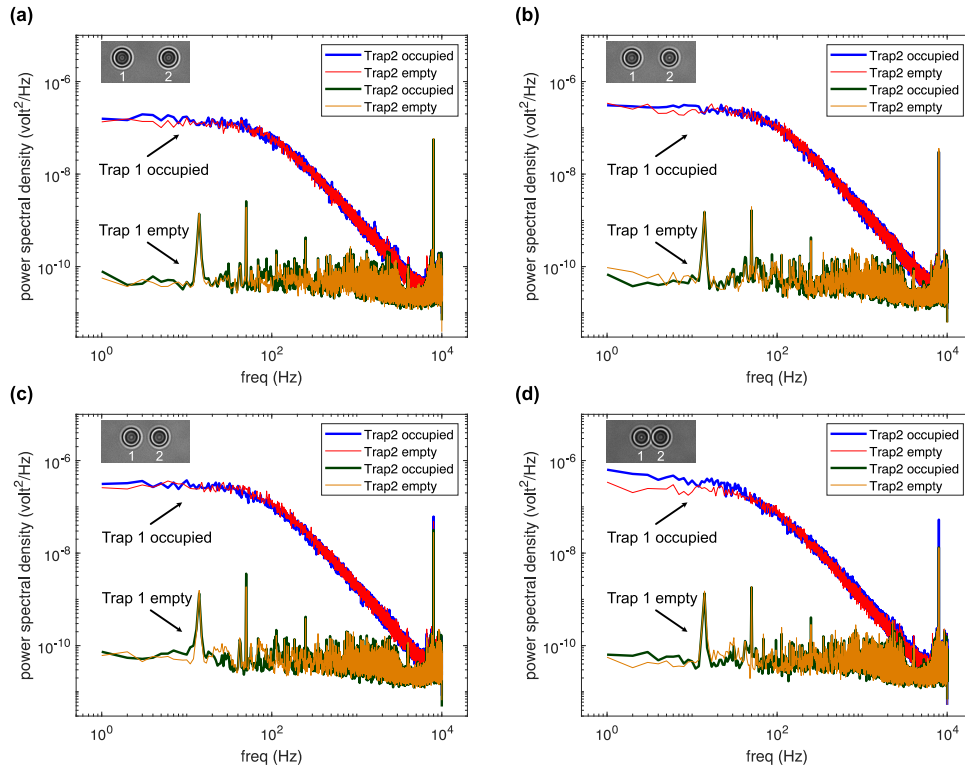 (a)
1 2
Trap2 occupied
Trap2 empty
Trap2 occupied
Trap2 empty
Trap 1 occupied
Trap 1 empty
power spectral density (volt²/Hz)
10⁻⁶
10⁻⁸
10⁻¹⁰
10⁰ 10² 10⁴
freq (Hz)
(b)
1 2
Trap2 occupied
Trap2 empty
Trap2 occupied
Trap2 empty
Trap 1 occupied
Trap 1 empty
power spectral density (volt²/Hz)
10⁻⁶
10⁻⁸
10⁻¹⁰
10⁰ 10² 10⁴
freq (Hz)
(c)
1 2
Trap2 occupied
Trap2 empty
Trap2 occupied
Trap2 empty
Trap 1 occupied
Trap 1 empty
power spectral density (volt²/Hz)
10⁻⁶
10⁻⁸
10⁻¹⁰
10⁰ 10² 10⁴
freq (Hz)
(d)
1 2
Trap2 occupied
Trap2 empty
Trap2 occupied
Trap2 empty
Trap 1 occupied
Trap 1 empty
power spectral density (volt²/Hz)
10⁻⁶
10⁻⁸
10⁻¹⁰
10⁰ 10² 10⁴
freq (Hz)